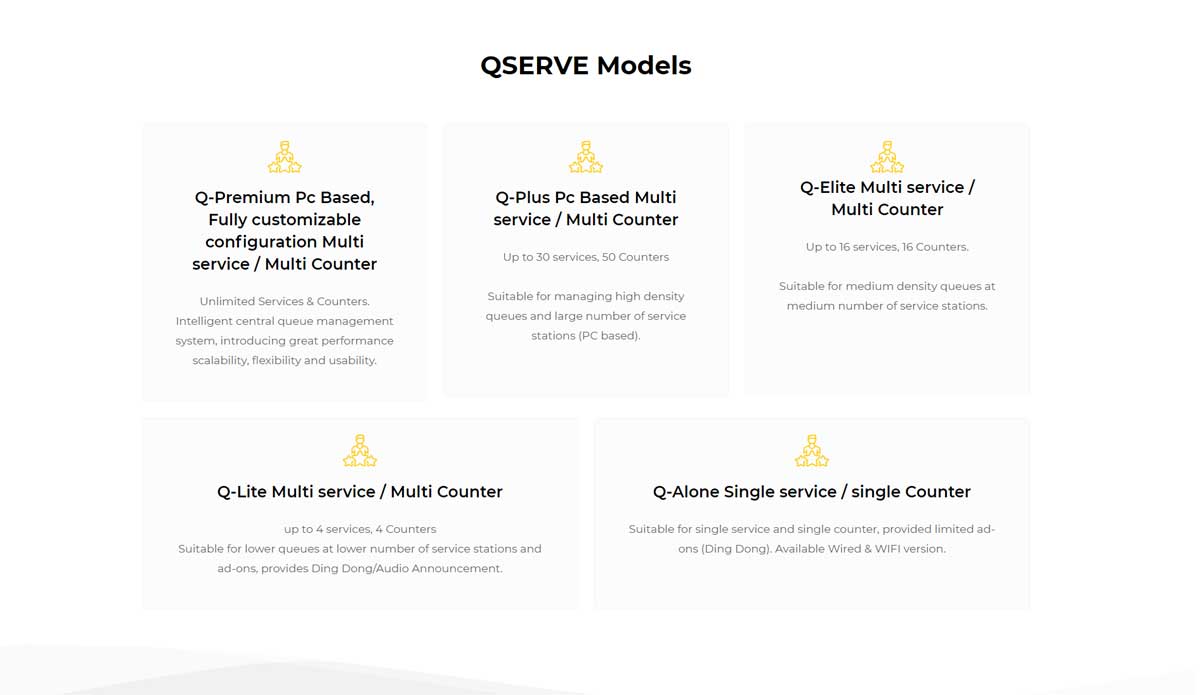 QSERVE Models
Q-Premium Pc Based,
Fully customizable
configuration Multi
service / Multi Counter
Unlimited Services & Counters.
Intelligent central queue management
system, introducing great performance
scalability, flexibility and usability.
Q-Plus Pc Based Multi
service / Multi Counter
Up to 30 services, 50 Counters
Suitable for managing high density
queues and large number of service
stations (PC based).
Q-Elite Multi service /
Multi Counter
Up to 16 services, 16 Counters.
Suitable for medium density queues at
medium number of service stations.
Q-Lite Multi service / Multi Counter
up to 4 services, 4 Counters
Suitable for lower queues at lower number of service stations and
ad-ons, provides Ding Dong/Audio Announcement.
Q-Alone Single service / single Counter
Suitable for single service and single counter, provided limited ad-
ons (Ding Dong). Available Wired & WIFI version.